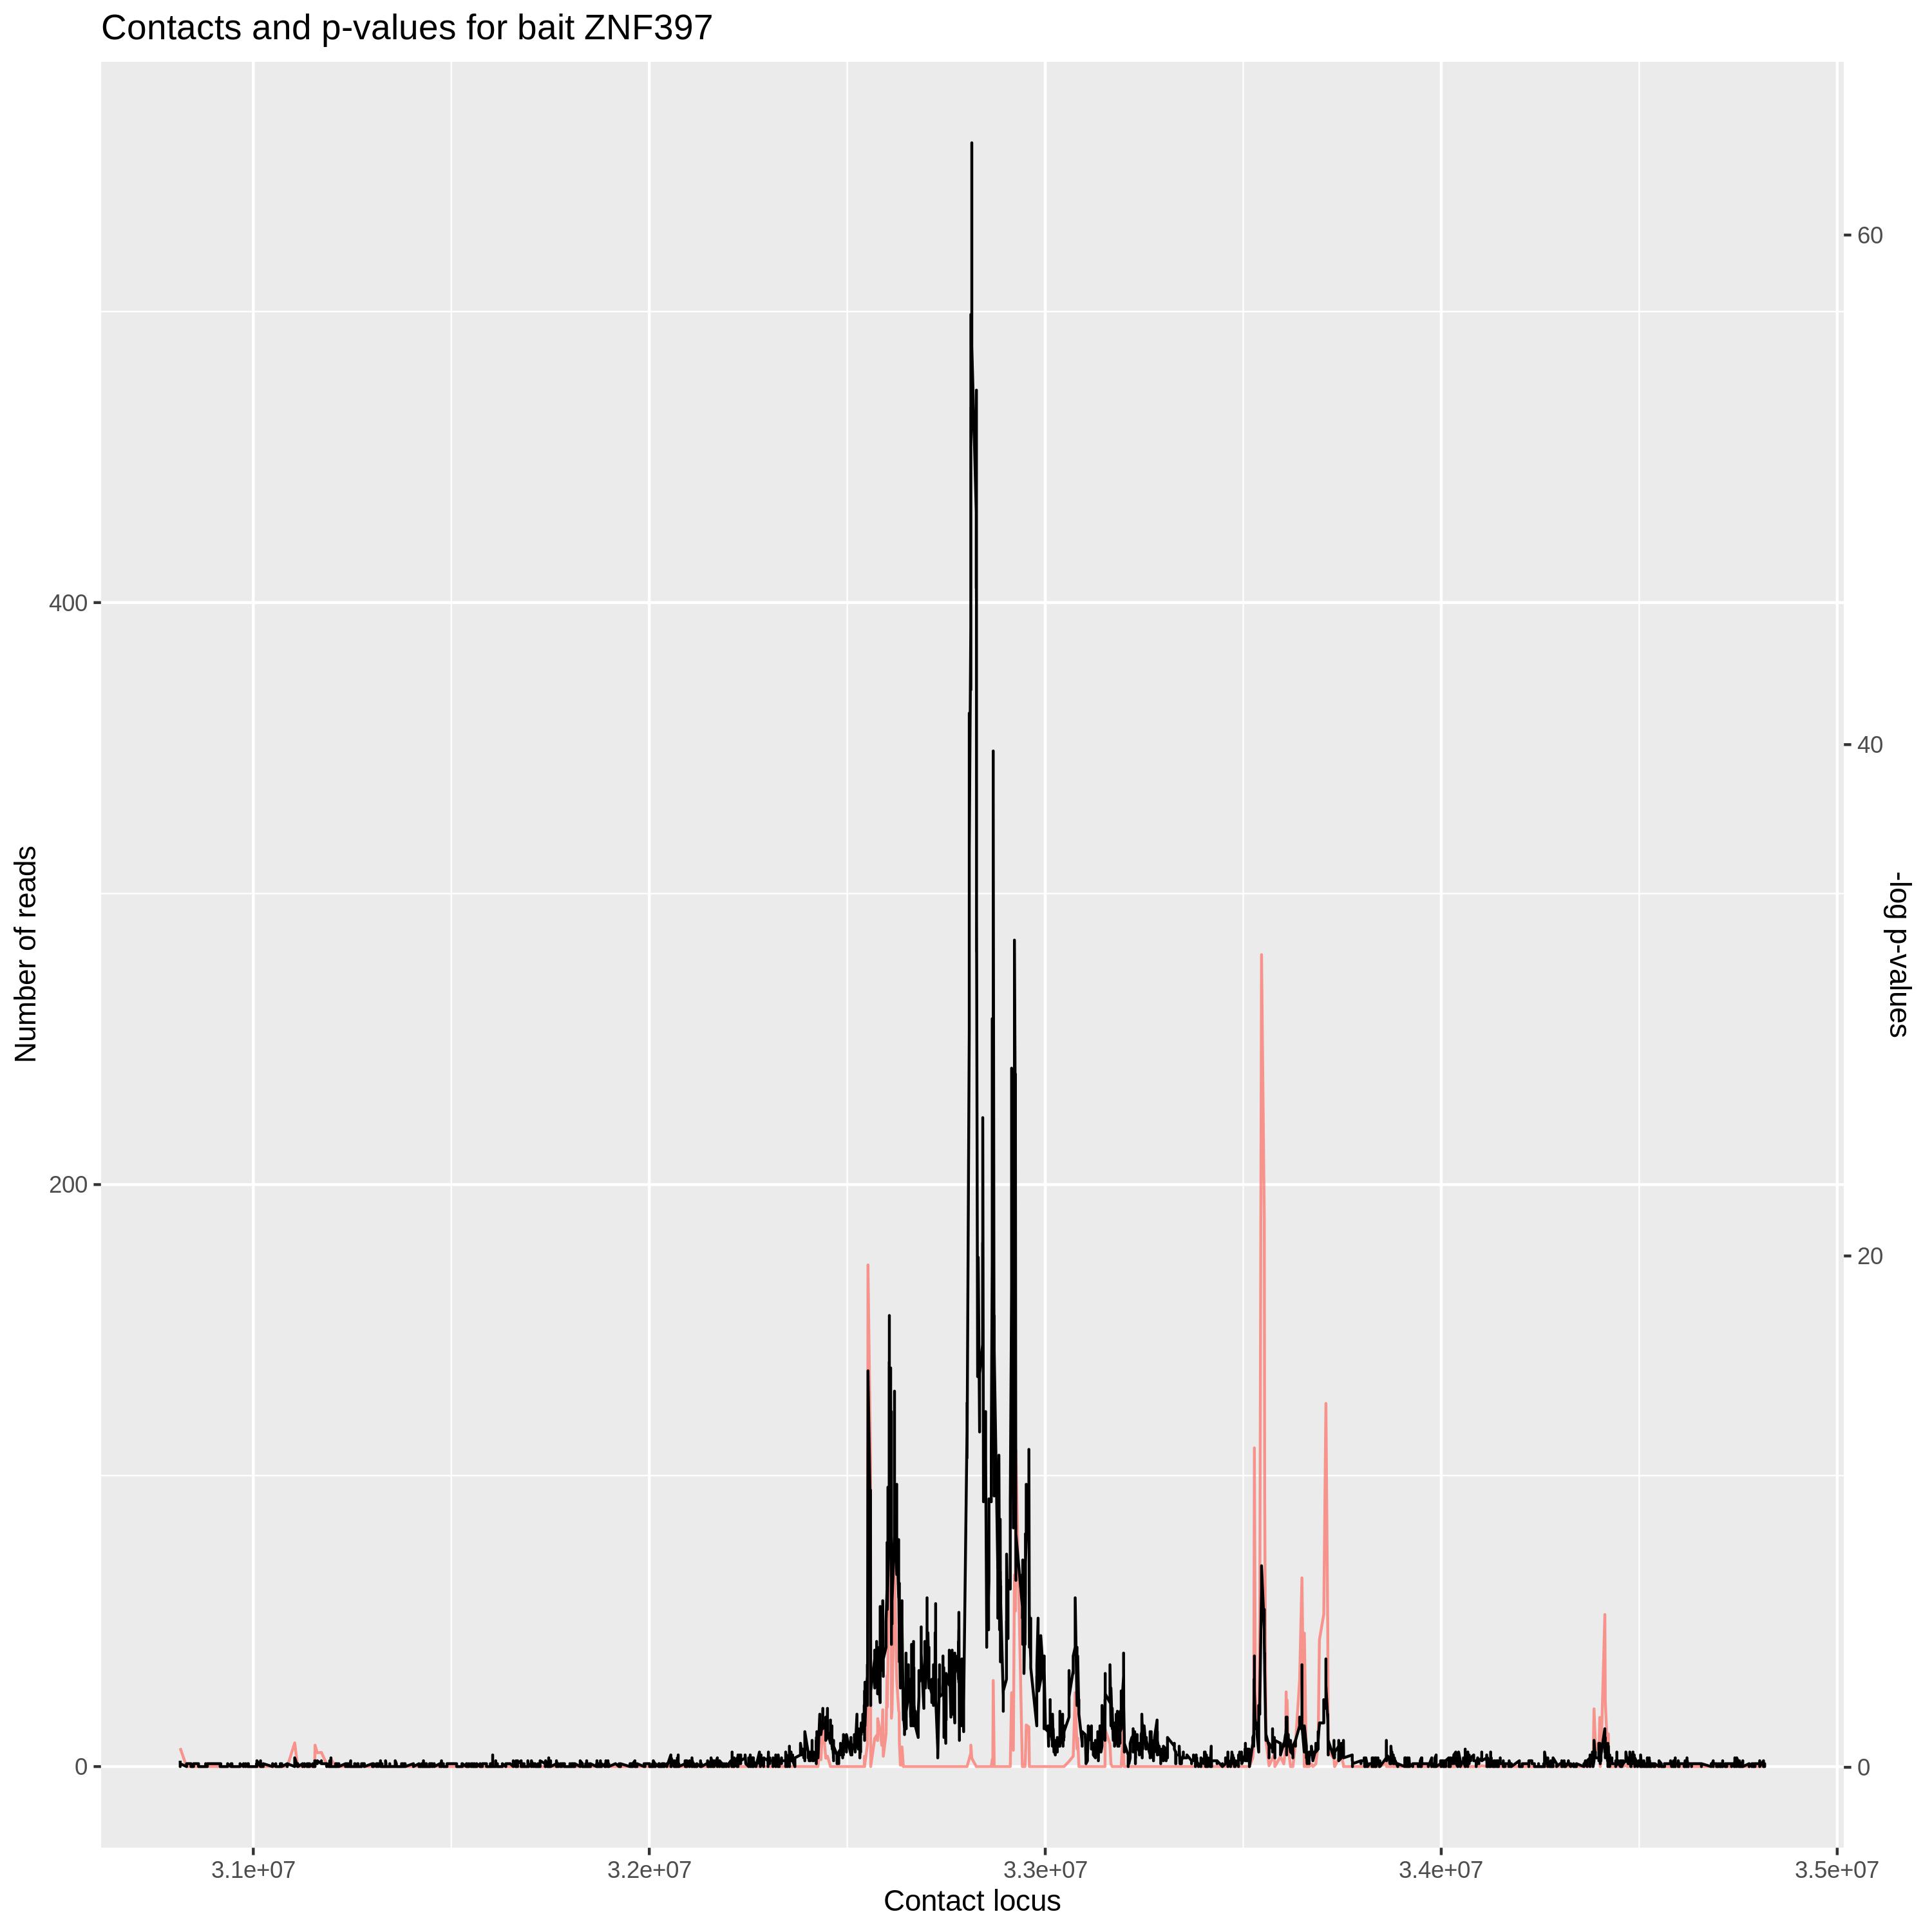 Contacts and p-values for bait ZNF397
60
400
40
Number of reads
-log p-values
200
20
0
0
3.1e+07
3.2e+07
3.3e+07
3.4e+07
3.5e+07
Contact locus